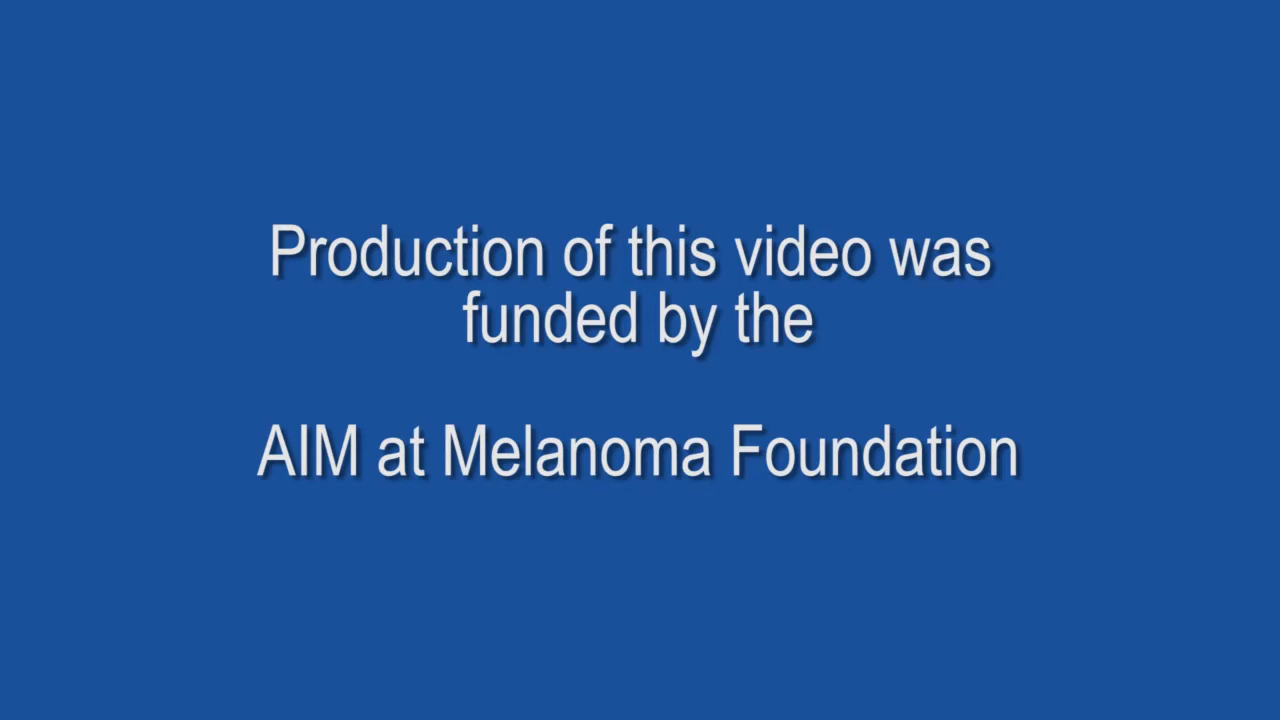 Production of this video was
funded by the
AIM at Melanoma Foundation